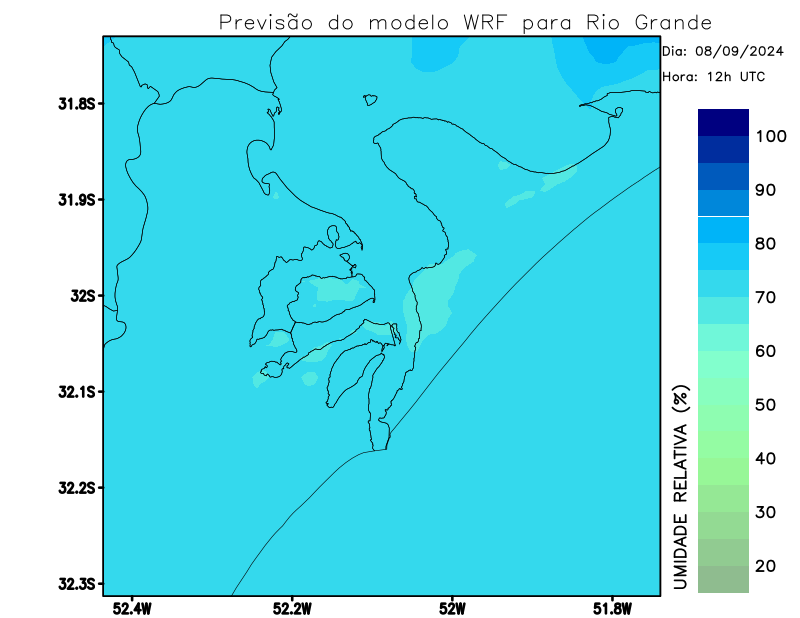 Previsão do modelo WRF para Rio Grande
Dia: 08/09/2024
Hora: 12h UTC
31.8S
31.9S
32S
32.1S
32.2S
32.3S
52.4W
52.2W
52W
51.8W
UMIDADE RELATIVA (%)
100
90
80
70
60
50
40
30
20